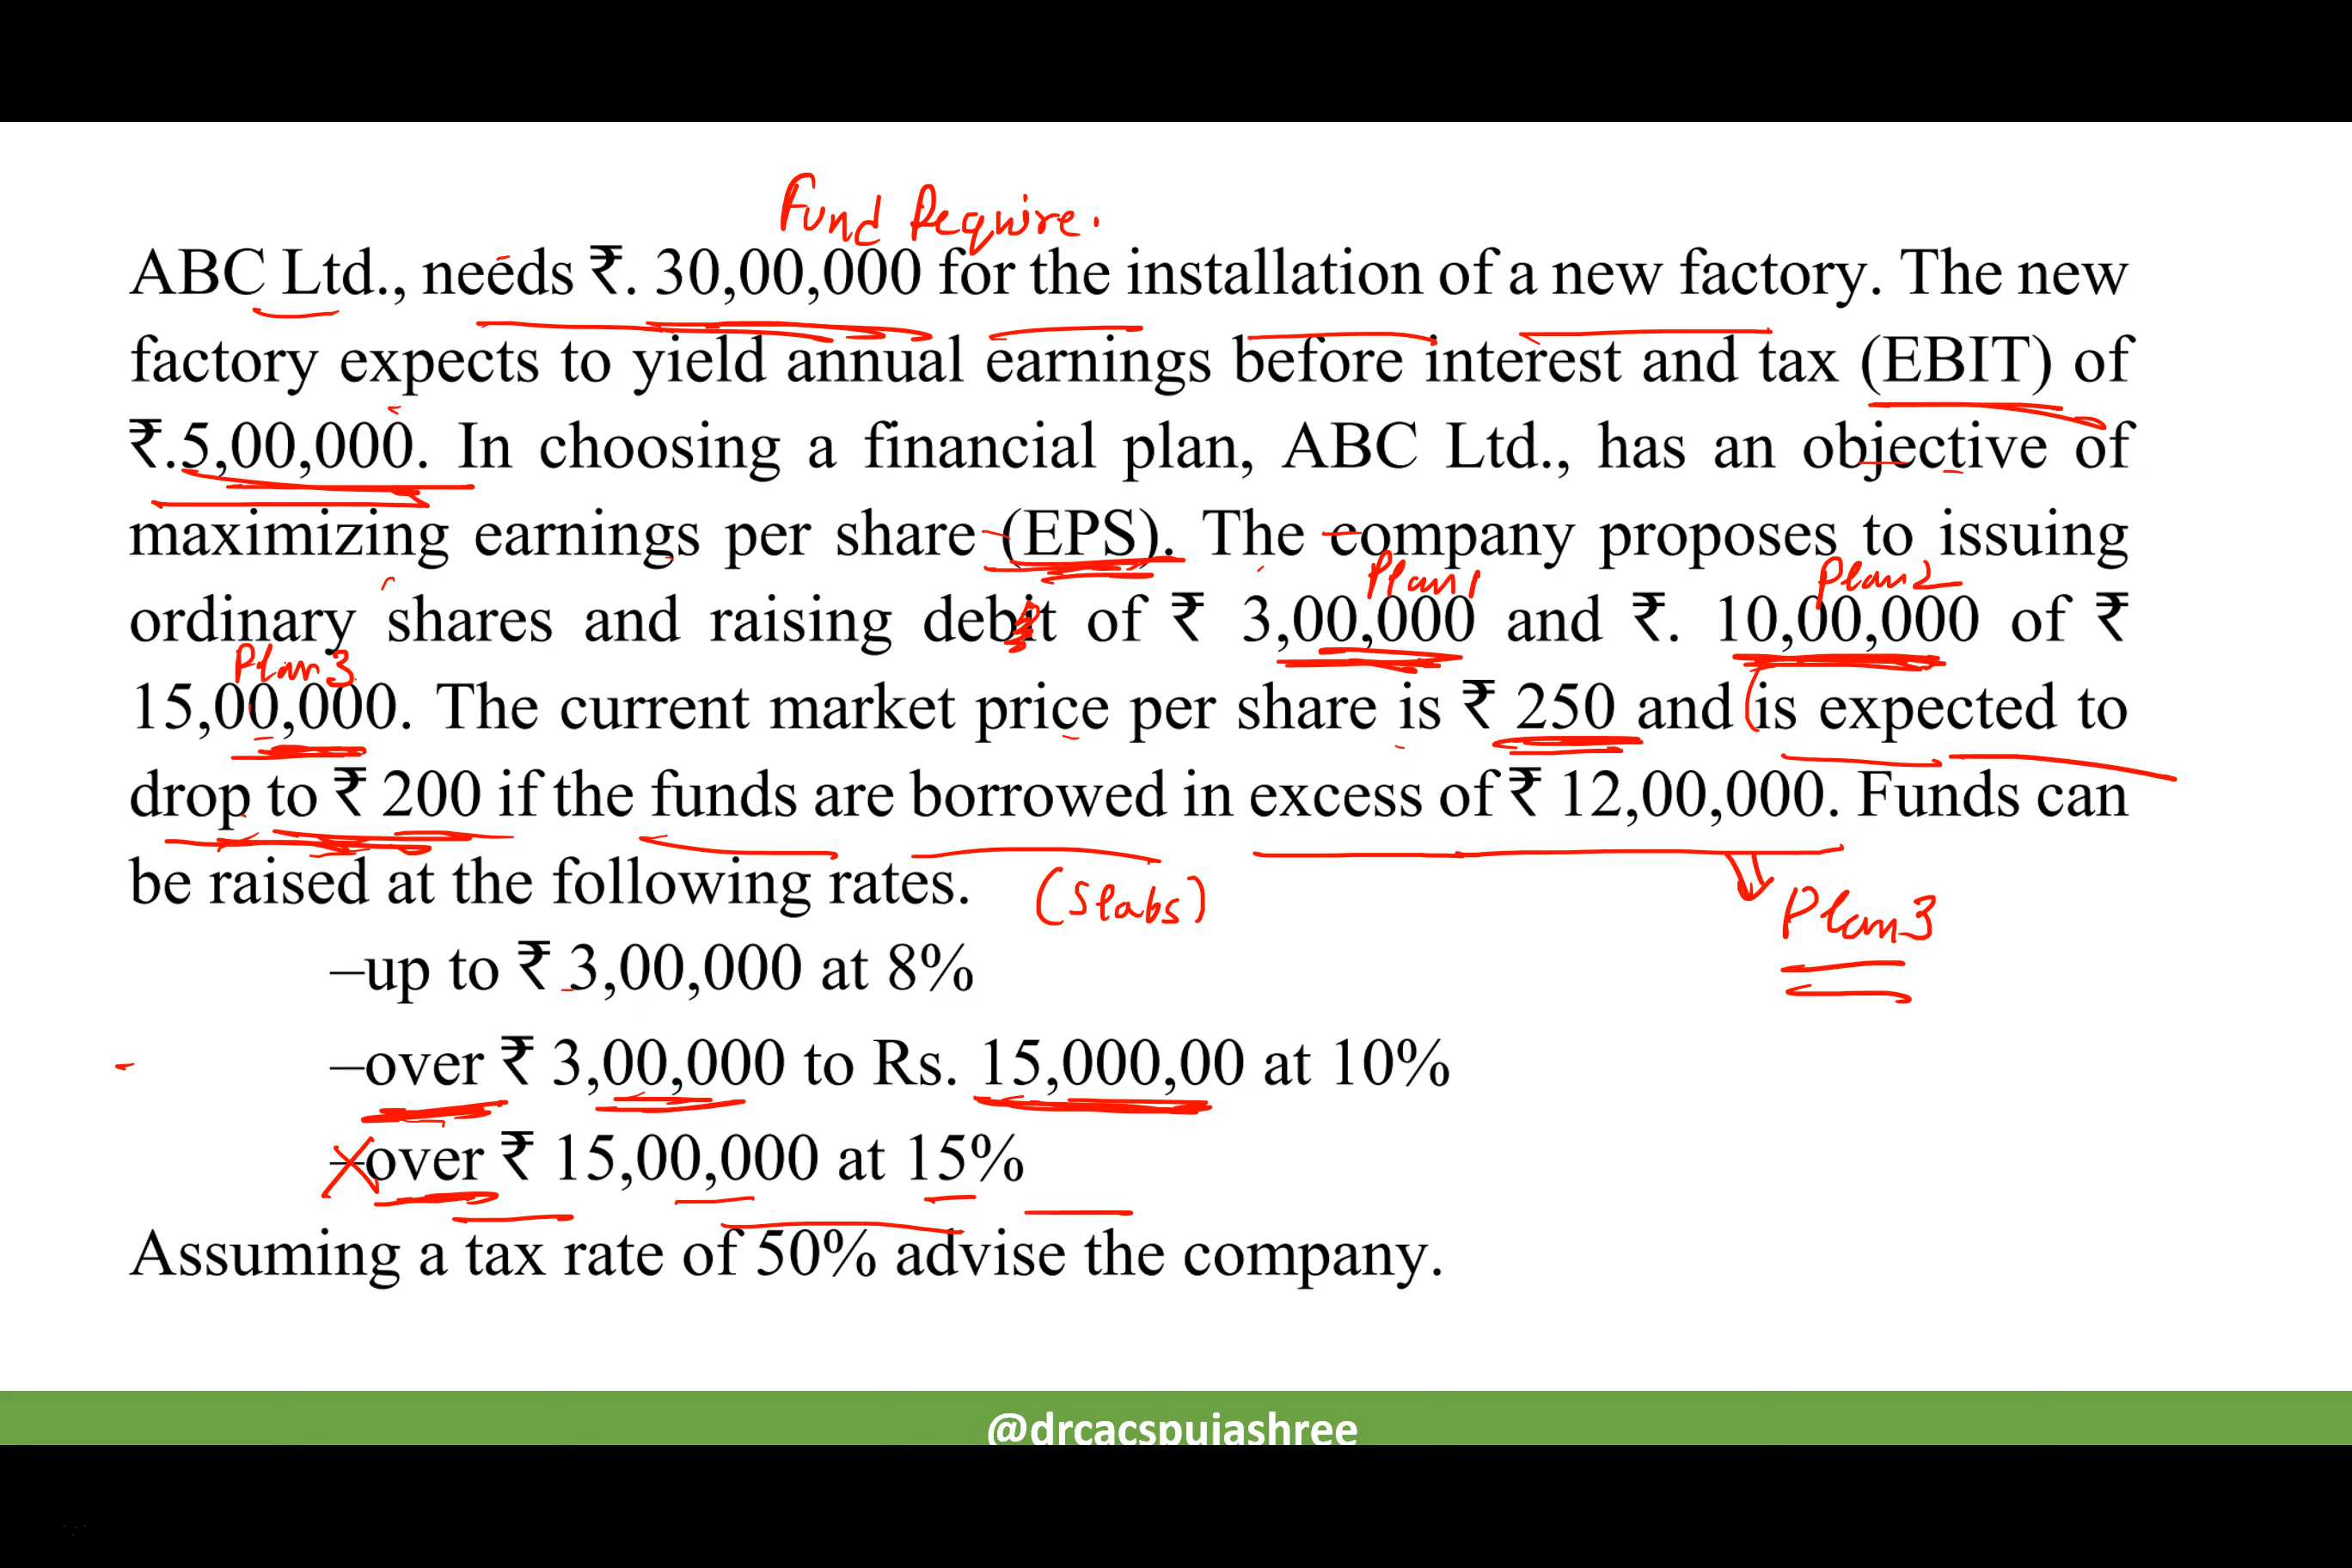 Fund Require.
ABC Ltd., needs ₹. 30,00,000 for the installation of a new factory. The new
factory expects to yield annual earnings before interest and tax (EBIT) of
₹.5,00,000. In choosing a financial plan, ABC Ltd., has an objective of
maximizing earnings per share (EPS). The company proposes to issuing
Plan 1 Plan 2
ordinary shares and raising debit of ₹ 3,00,000 and ₹. 10,00,000 of ₹
Plan 3
15,00,000. The current market price per share is ₹ 250 and is expected to
drop to ₹ 200 if the funds are borrowed in excess of ₹ 12,00,000. Funds can
be raised at the following rates. (Slabs)
Plan 3
–up to ₹ 3,00,000 at 8%
–over ₹ 3,00,000 to Rs. 15,000,00 at 10%
–over ₹ 15,00,000 at 15%
Assuming a tax rate of 50% advise the company.
@drcacspujashree